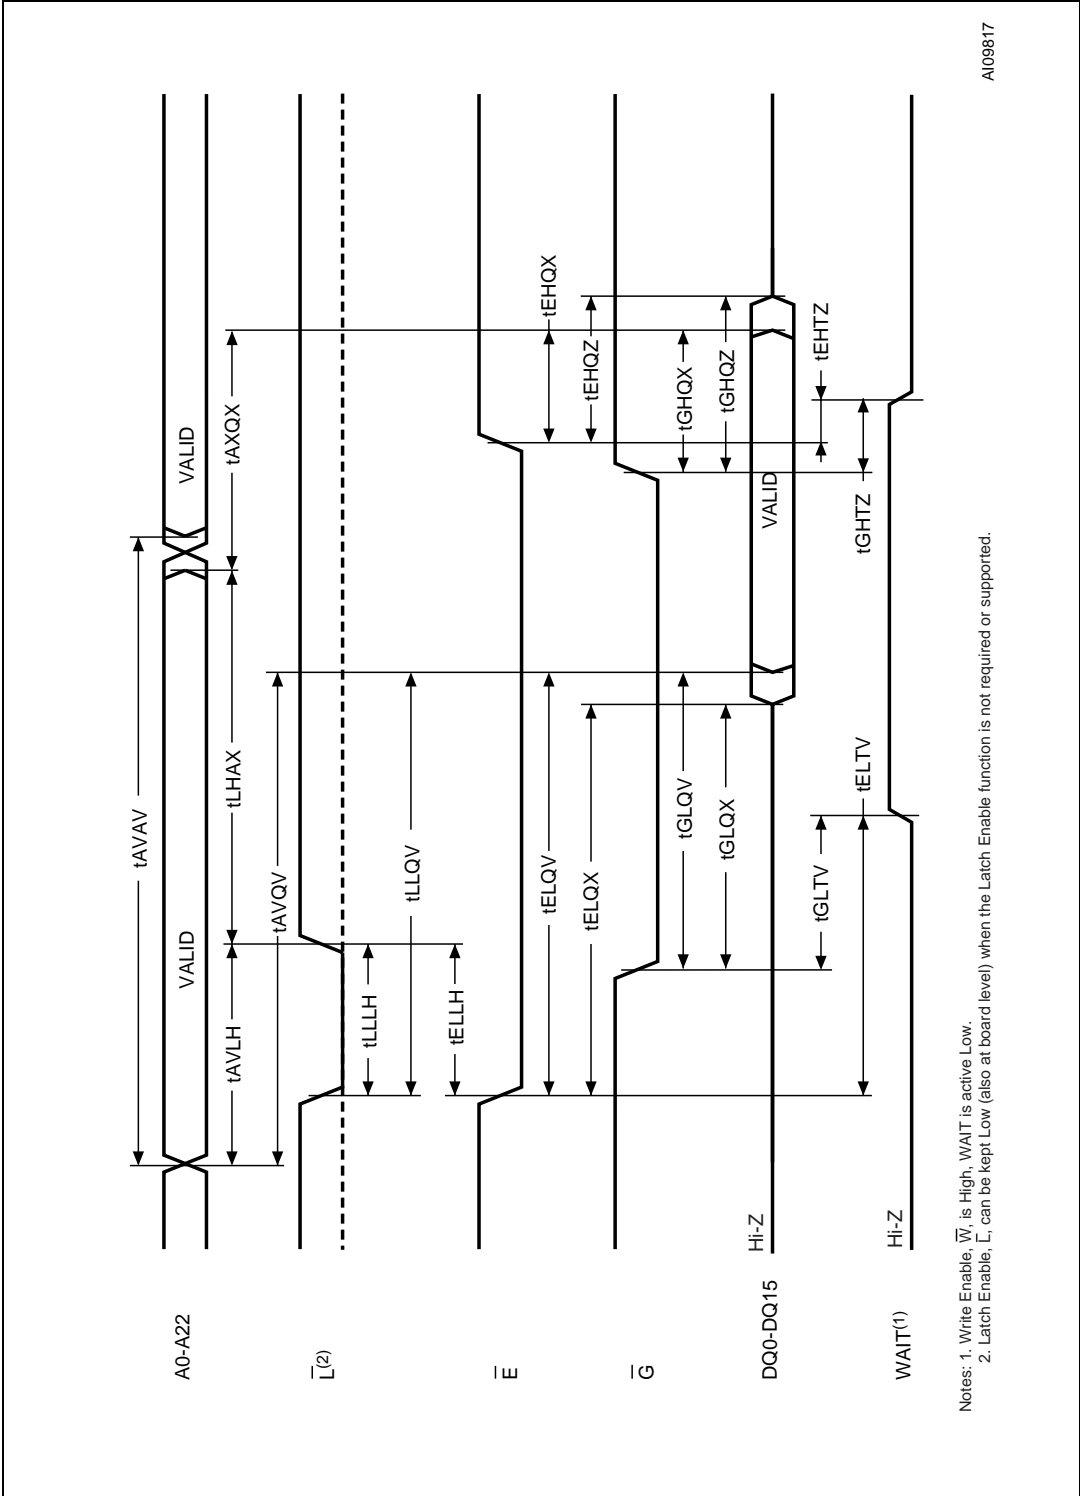 tAVAV
A0-A22
VALID
VALID
tAVLH
tLHAX
tAXQX
tAVQV
L(2)
tLLLH
tLLQV
tELLH
E
tELQV
tEHQX
tELQX
tEHQZ
G
tGLQV
tGHQX
tGLQX
tGHQZ
DQ0-DQ15
Hi-Z
VALID
tGLTV
tEHTZ
tELTV
tGHTZ
WAIT(1)
Hi-Z
Notes: 1. Write Enable, W, is High, WAIT is active Low.
2. Latch Enable, L, can be kept Low (also at board level) when the Latch Enable function is not required or supported.
AI09817